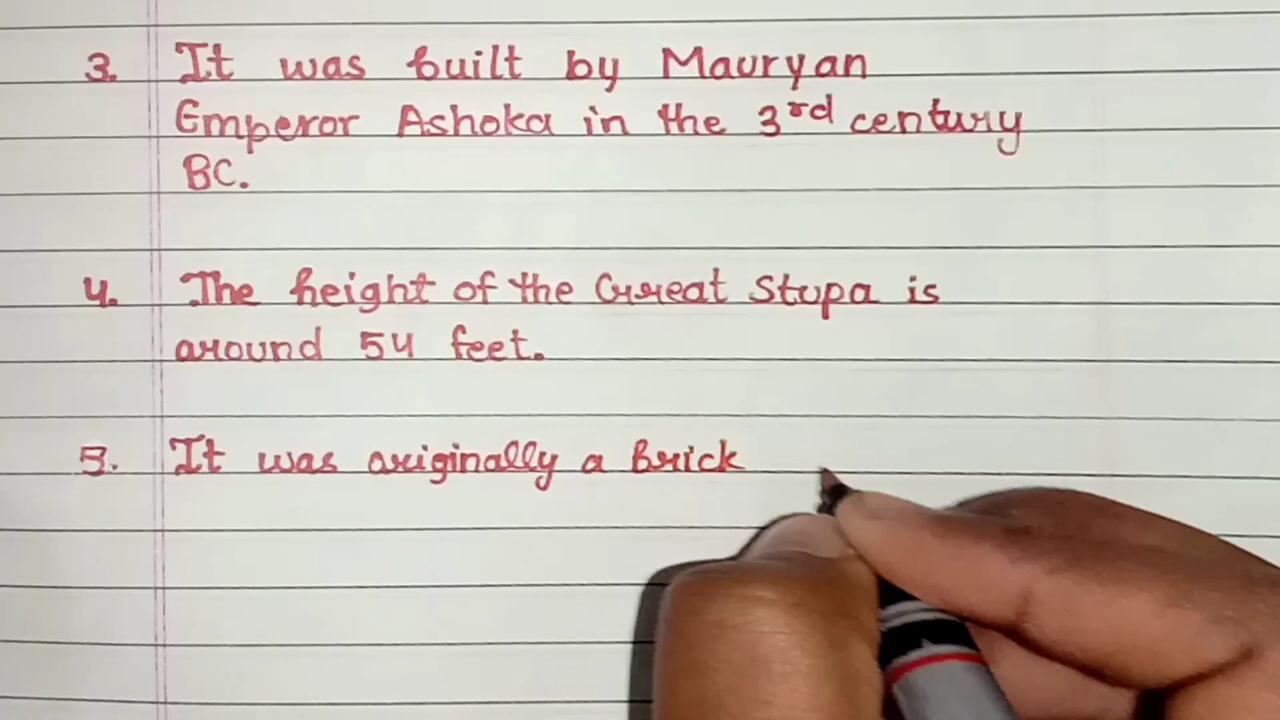 3. It was built by Mauryan
Emperor Ashoka in the 3rd century
BC.
4. The height of the Great Stupa is
around 54 feet.
5. It was originally a Brick